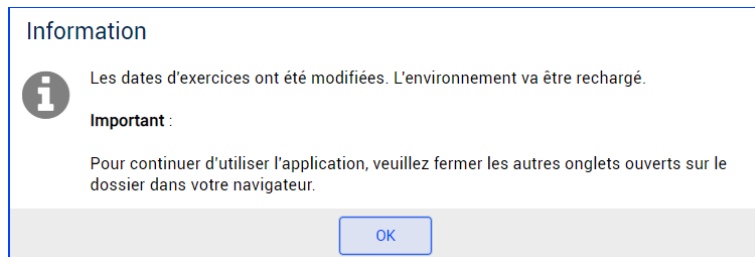 Information
Les dates d'exercices ont été modifiées. L'environnement va être rechargé.
Important :
Pour continuer d'utiliser l'application, veuillez fermer les autres onglets ouverts sur le
dossier dans votre navigateur.
OK